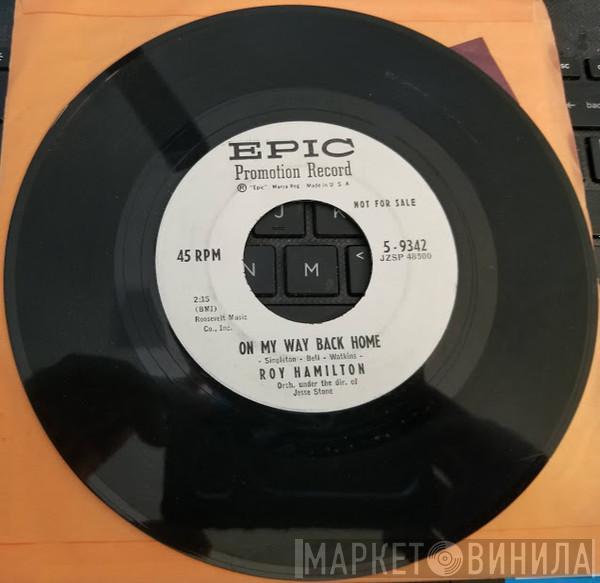 EPIC
Promotion Record
® "Epic" Marca Reg. Made in U S A
NOT FOR SALE
45 RPM
5-9342
JZSP 48500
2:15
(BMI)
Roosevelt Music
Co., Inc.
ON MY WAY BACK HOME
- Singleton - Bell - Watkins -
ROY HAMILTON
Orch. under the dir. of
Jesse Stone
J K
N M <
esc
backs
МАРКЕТ ВИНИЛА